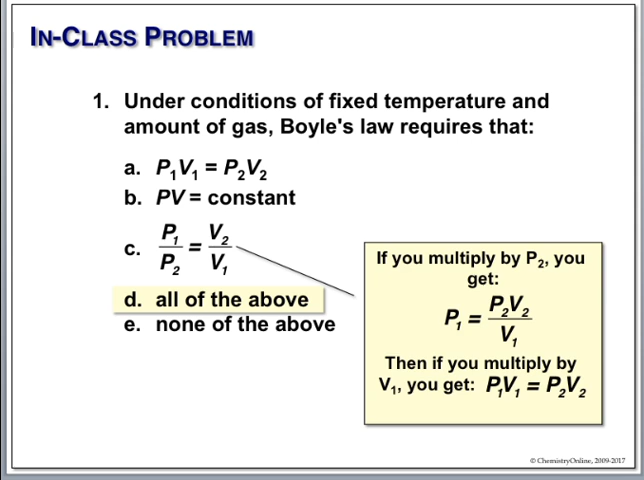 IN-CLASS PROBLEM
1. Under conditions of fixed temperature and
amount of gas, Boyle's law requires that:
a. P₁V₁ = P₂V₂
b. PV = constant
c. P₁/P₂ = V₂/V₁
d. all of the above
e. none of the above
If you multiply by P₂, you
get:
P₁ = P₂V₂/V₁
Then if you multiply by
V₁, you get: P₁V₁ = P₂V₂
© ChemistryOnline, 2009-2017